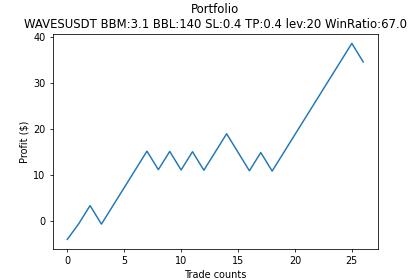 Portfolio
WAVESUSDT BBM:3.1 BBL:140 SL:0.4 TP:0.4 lev:20 WinRatio:67.0
40
30
20
10
0
Profit ($)
0 5 10 15 20 25
Trade counts